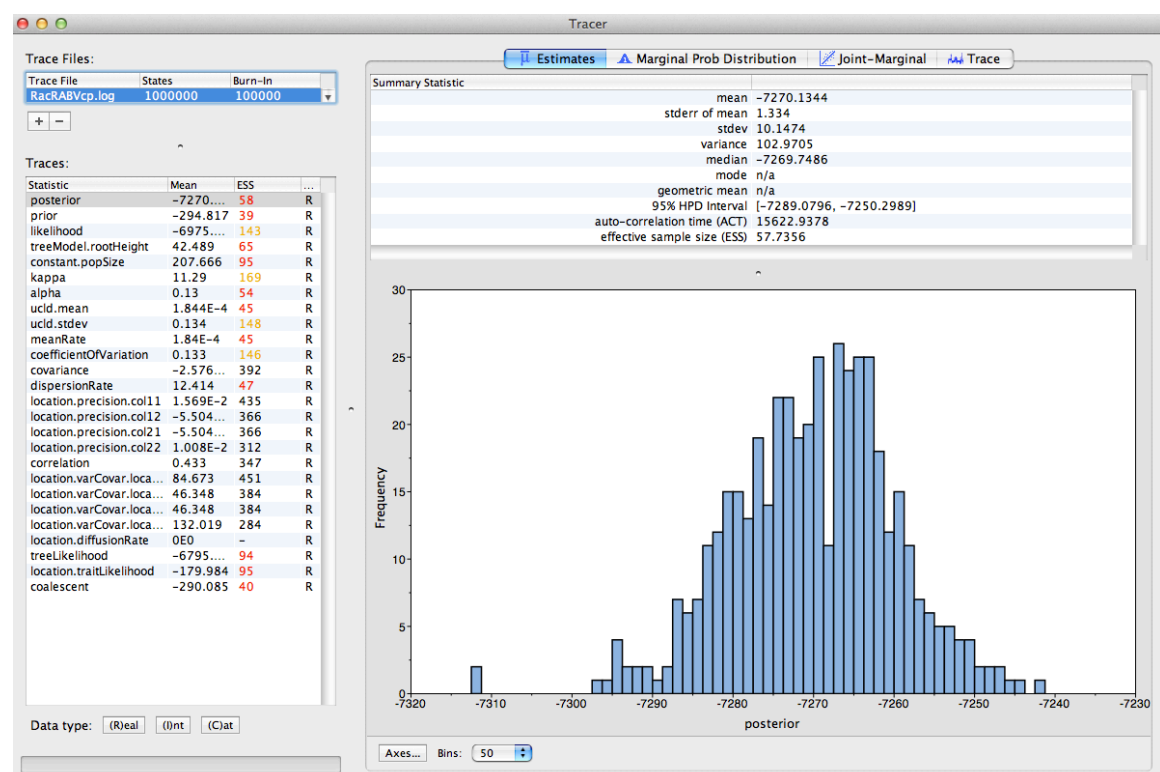 Tracer
Trace Files:
Trace File States Burn-In
RacRABVcp.log 1000000 100000
+ −
Traces:
Statistic Mean ESS ...
posterior -7270.... 58 R
prior -294.817 39 R
likelihood -6975.... 143 R
treeModel.rootHeight 42.489 65 R
constant.popSize 207.666 95 R
kappa 11.29 169 R
alpha 0.13 54 R
ucld.mean 1.844E-4 45 R
ucld.stdev 0.134 148 R
meanRate 1.84E-4 45 R
coefficientOfVariation 0.133 146 R
covariance -2.576... 392 R
dispersionRate 12.414 47 R
location.precision.col11 1.569E-2 435 R
location.precision.col12 -5.504... 366 R
location.precision.col21 -5.504... 366 R
location.precision.col22 1.008E-2 312 R
correlation 0.433 347 R
location.varCovar.loca... 84.673 451 R
location.varCovar.loca... 46.348 384 R
location.varCovar.loca... 46.348 384 R
location.varCovar.loca... 132.019 284 R
location.diffusionRate 0E0 - R
treeLikelihood -6795.... 94 R
location.traitLikelihood -179.984 95 R
coalescent -290.085 40 R
Data type: (R)eal (I)nt (C)at
Estimates Marginal Prob Distribution Joint-Marginal Trace
Summary Statistic
mean -7270.1344
stderr of mean 1.334
stdev 10.1474
variance 102.9705
median -7269.7486
mode n/a
geometric mean n/a
95% HPD Interval [-7289.0796, -7250.2989]
auto-correlation time (ACT) 15622.9378
effective sample size (ESS) 57.7356
30
25
20
15
10
5
0
Frequency
-7320 -7310 -7300 -7290 -7280 -7270 -7260 -7250 -7240 -7230
posterior
Axes... Bins: 50